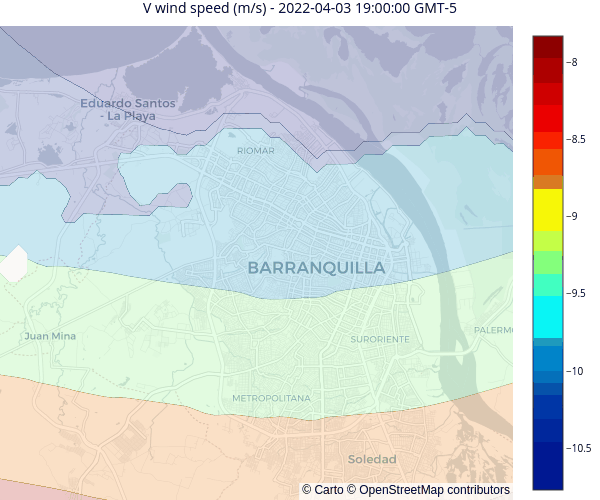 V wind speed (m/s) - 2022-04-03 19:00:00 GMT-5
Eduardo Santos
- La Playa
RIOMAR
BARRANQUILLA
Juan Mina
SURORIENTE
PALERMO
METROPOLITANA
Soledad
© Carto © OpenStreetMap contributors
−8
−8.5
−9
−9.5
−10
−10.5